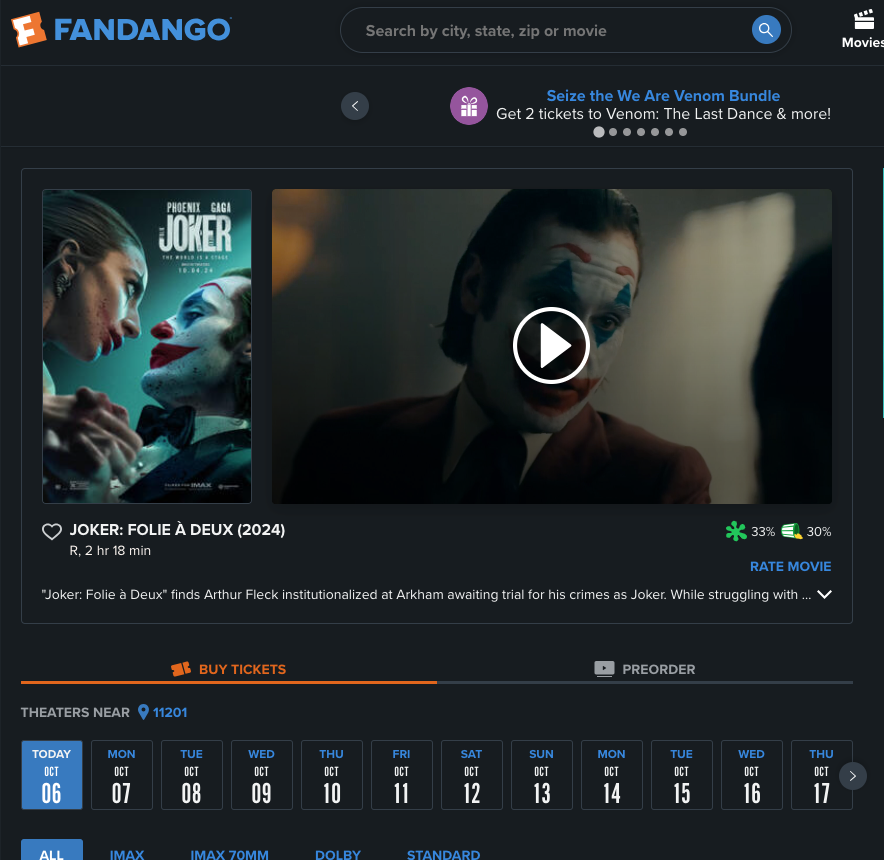 FANDANGO
Search by city, state, zip or movie
Movies
Seize the We Are Venom Bundle
Get 2 tickets to Venom: The Last Dance & more!
PHOENIX GAGA
JOKER
FOLIE À DEUX
THE WORLD IS A STAGE
10.04.24
IMAX
JOKER: FOLIE À DEUX (2024)
33% 30%
R, 2 hr 18 min
RATE MOVIE
"Joker: Folie à Deux" finds Arthur Fleck institutionalized at Arkham awaiting trial for his crimes as Joker. While struggling with ...
BUY TICKETS PREORDER
THEATERS NEAR 11201
TODAY MON TUE WED THU FRI SAT SUN MON TUE WED THU
OCT OCT OCT OCT OCT OCT OCT OCT OCT OCT OCT OCT
06 07 08 09 10 11 12 13 14 15 16 17
ALL IMAX IMAX 70MM DOLBY STANDARD